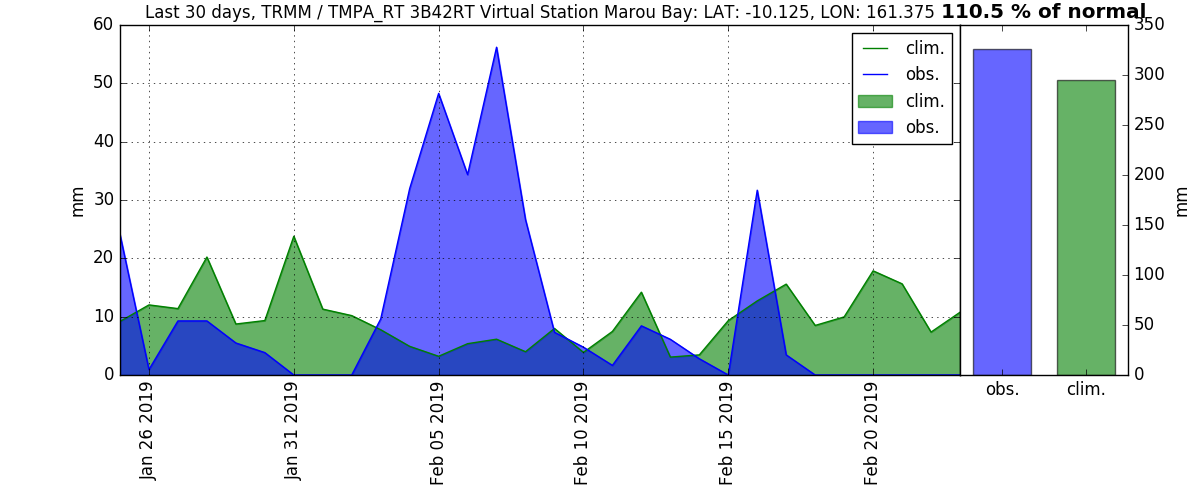 Last 30 days, TRMM / TMPA_RT 3B42RT Virtual Station Marou Bay: LAT: -10.125, LON: 161.375 110.5 % of normal
60
50
40
30
20
10
0
mm
clim.
obs.
clim.
obs.
Jan 26 2019
Jan 31 2019
Feb 05 2019
Feb 10 2019
Feb 15 2019
Feb 20 2019
350
300
250
200
150
100
50
0
mm
obs. clim.